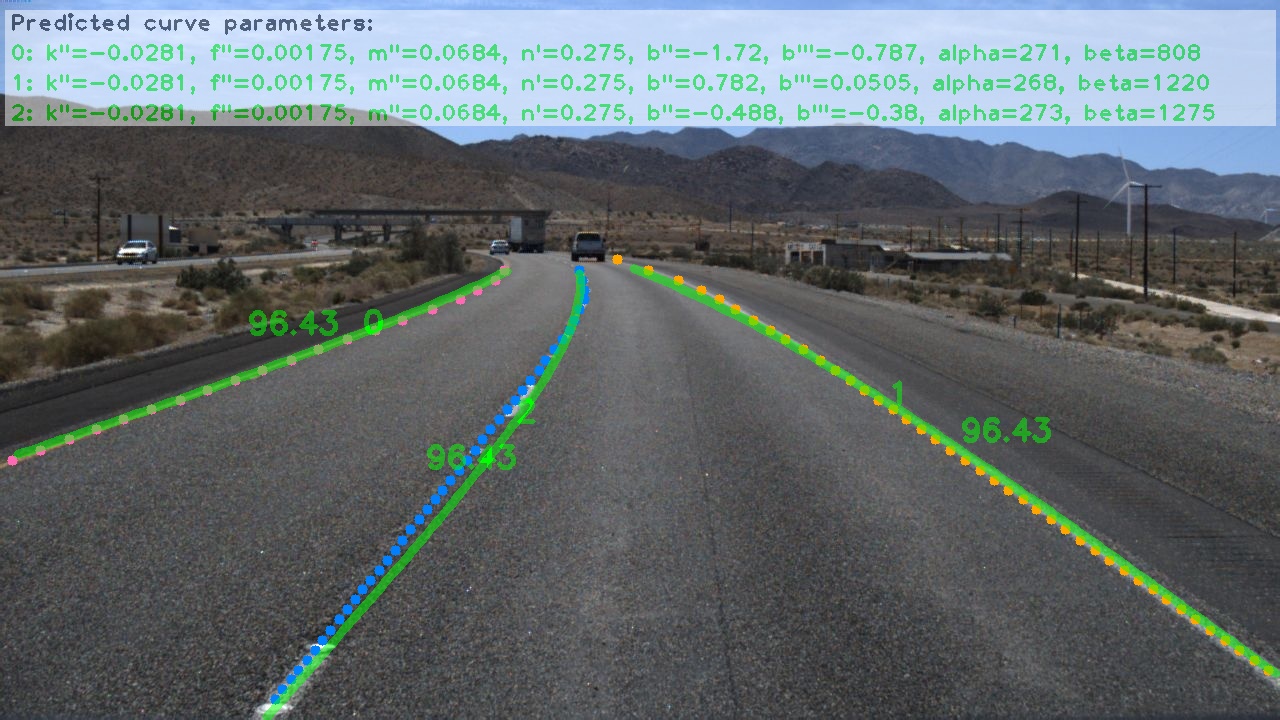 Predicted curve parameters:
0: k''=-0.0281, f''=0.00175, m''=0.0684, n'=0.275, b''=-1.72, b'''=-0.787, alpha=271, beta=808
1: k''=-0.0281, f''=0.00175, m''=0.0684, n'=0.275, b''=0.782, b'''=0.0505, alpha=268, beta=1220
2: k''=-0.0281, f''=0.00175, m''=0.0684, n'=0.275, b''=-0.488, b'''=-0.38, alpha=273, beta=1275
96.43 0
1
2
96.43
96.43